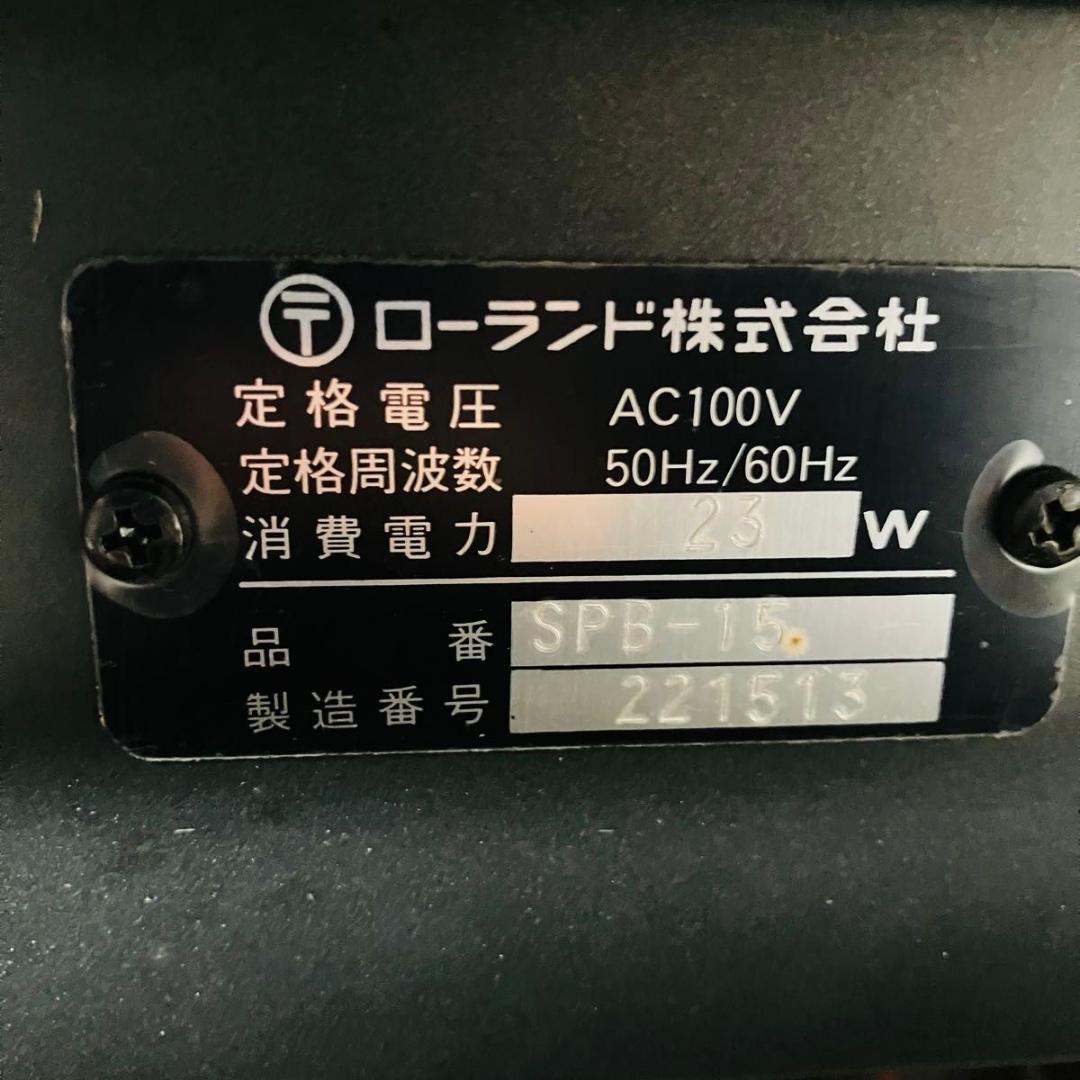 〒ローランド株式会社
定格電圧 AC100V
定格周波数 50Hz/60Hz
消費電力 23 W
品番 SPB-15
製造番号 221513